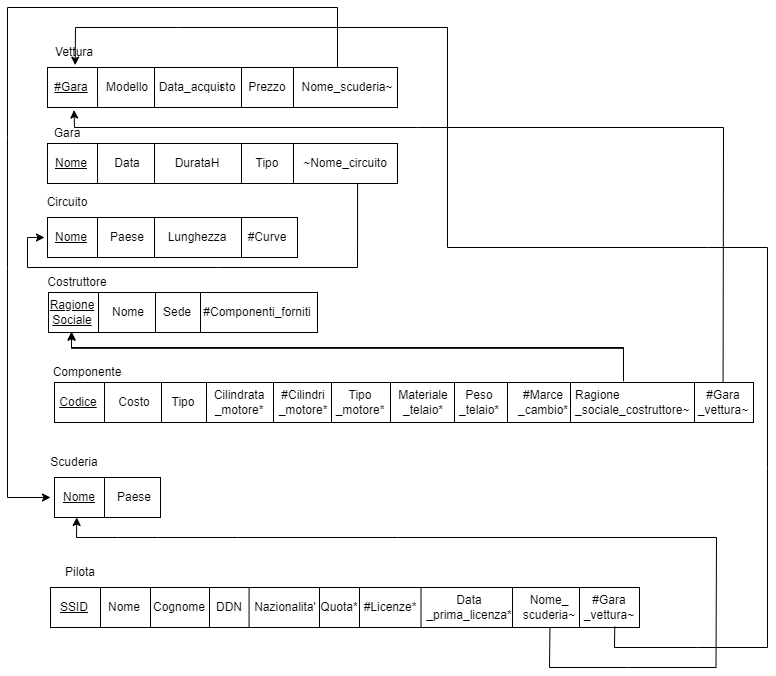 Vettura
#Gara Modello Data_acquisto Prezzo Nome_scuderia~
Gara
Nome Data DurataH Tipo ~Nome_circuito
Circuito
Nome Paese Lunghezza #Curve
Costruttore
Ragione
Sociale Nome Sede #Componenti_forniti
Componente
Codice Costo Tipo Cilindrata
_motore* #Cilindri
_motore* Tipo
_motore* Materiale
_telaio* Peso
_telaio* #Marce
_cambio* Ragione
_sociale_costruttore~ #Gara
_vettura~
Scuderia
Nome Paese
Pilota
SSID Nome Cognome DDN Nazionalita' Quota* #Licenze* Data
_prima_licenza* Nome_
scuderia~ #Gara
_vettura~